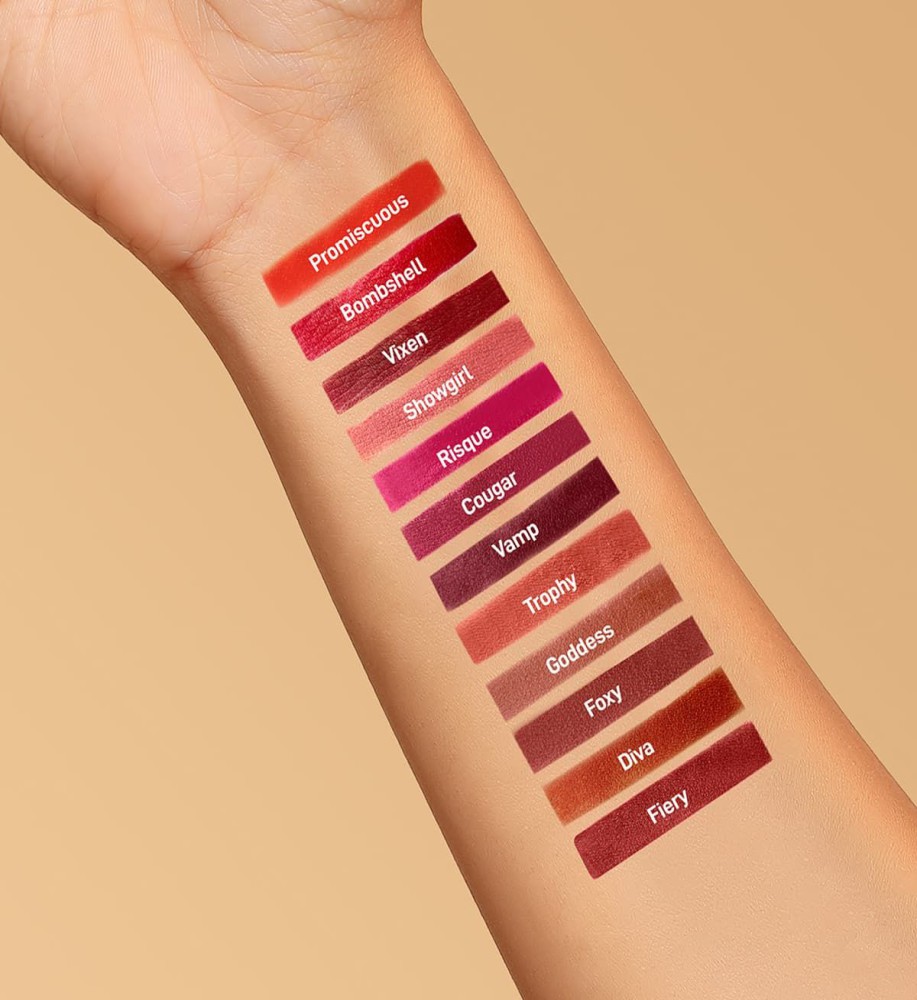 Promiscuous
Bombshell
Vixen
Showgirl
Risque
Cougar
Vamp
Trophy
Goddess
Foxy
Diva
Fiery